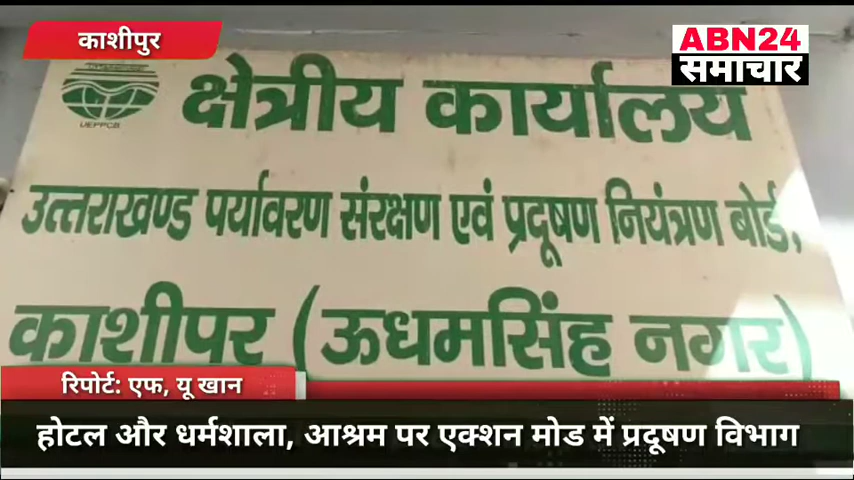 काशीपुर
ABN24
समाचार
UEPPCB
क्षेत्रीय कार्यालय
उत्तराखण्ड पर्यावरण संरक्षण एवं प्रदूषण नियंत्रण बोर्ड,
काशीपुर (ऊधमसिंह नगर)
रिपोर्ट: एफ, यू खान
होटल और धर्मशाला, आश्रम पर एक्शन मोड में प्रदूषण विभाग